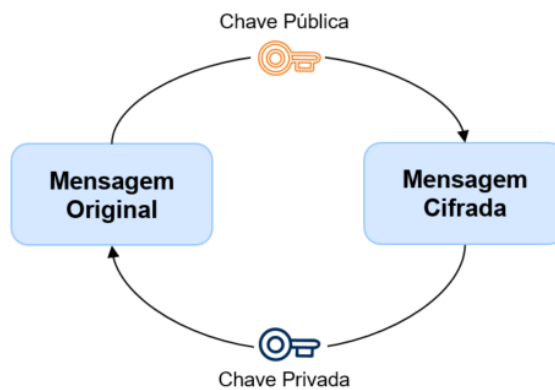 Chave Pública
Mensagem
Original
Mensagem
Cifrada
Chave Privada